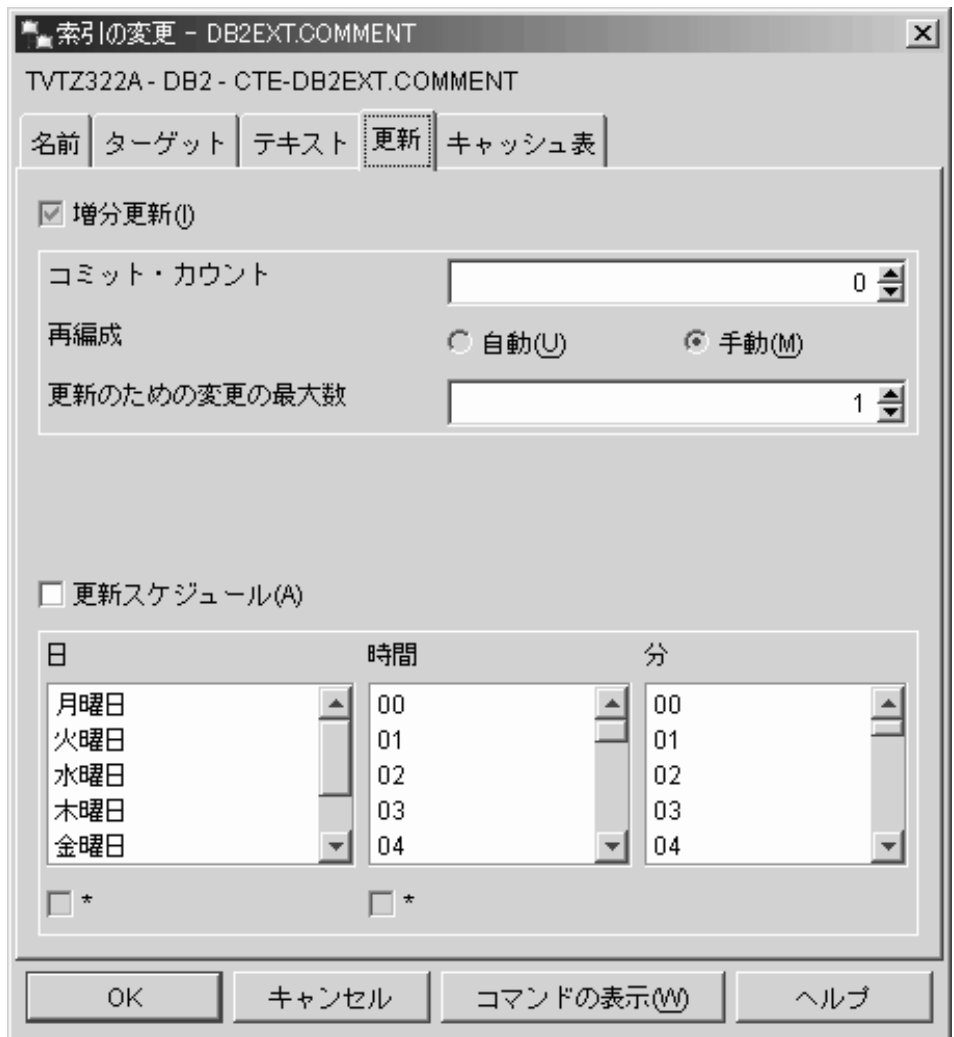 索引の変更 - DB2EXT.COMMENT
TVTZ322A - DB2 - CTE-DB2EXT.COMMENT
名前 ターゲット テキスト 更新 キャッシュ表
増分更新(I)
コミット・カウント 0
再編成 自動(U) 手動(M)
更新のための変更の最大数 1
更新スケジュール(A)
日 時間 分
月曜日 00 00
火曜日 01 01
水曜日 02 02
木曜日 03 03
金曜日 04 04
* *
OK キャンセル コマンドの表示(W) ヘルプ